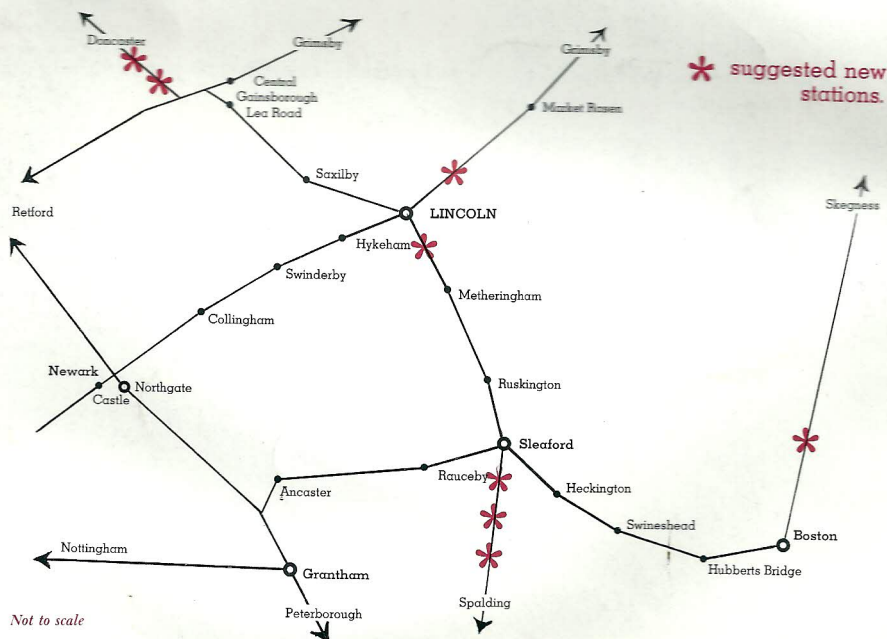 Doncaster
Grimsby
Grimsby
suggested new
stations.
Central
Gainsborough
Lea Road
Market Rasen
Saxilby
Skegness
Retford
LINCOLN
Hykeham
Swinderby
Metheringham
Collingham
Newark
Northgate
Castle
Ruskington
Sleaford
Rauceby
Ancaster
Heckington
Swineshead
Boston
Nottingham
Hubberts Bridge
Grantham
Spalding
Peterborough
Not to scale